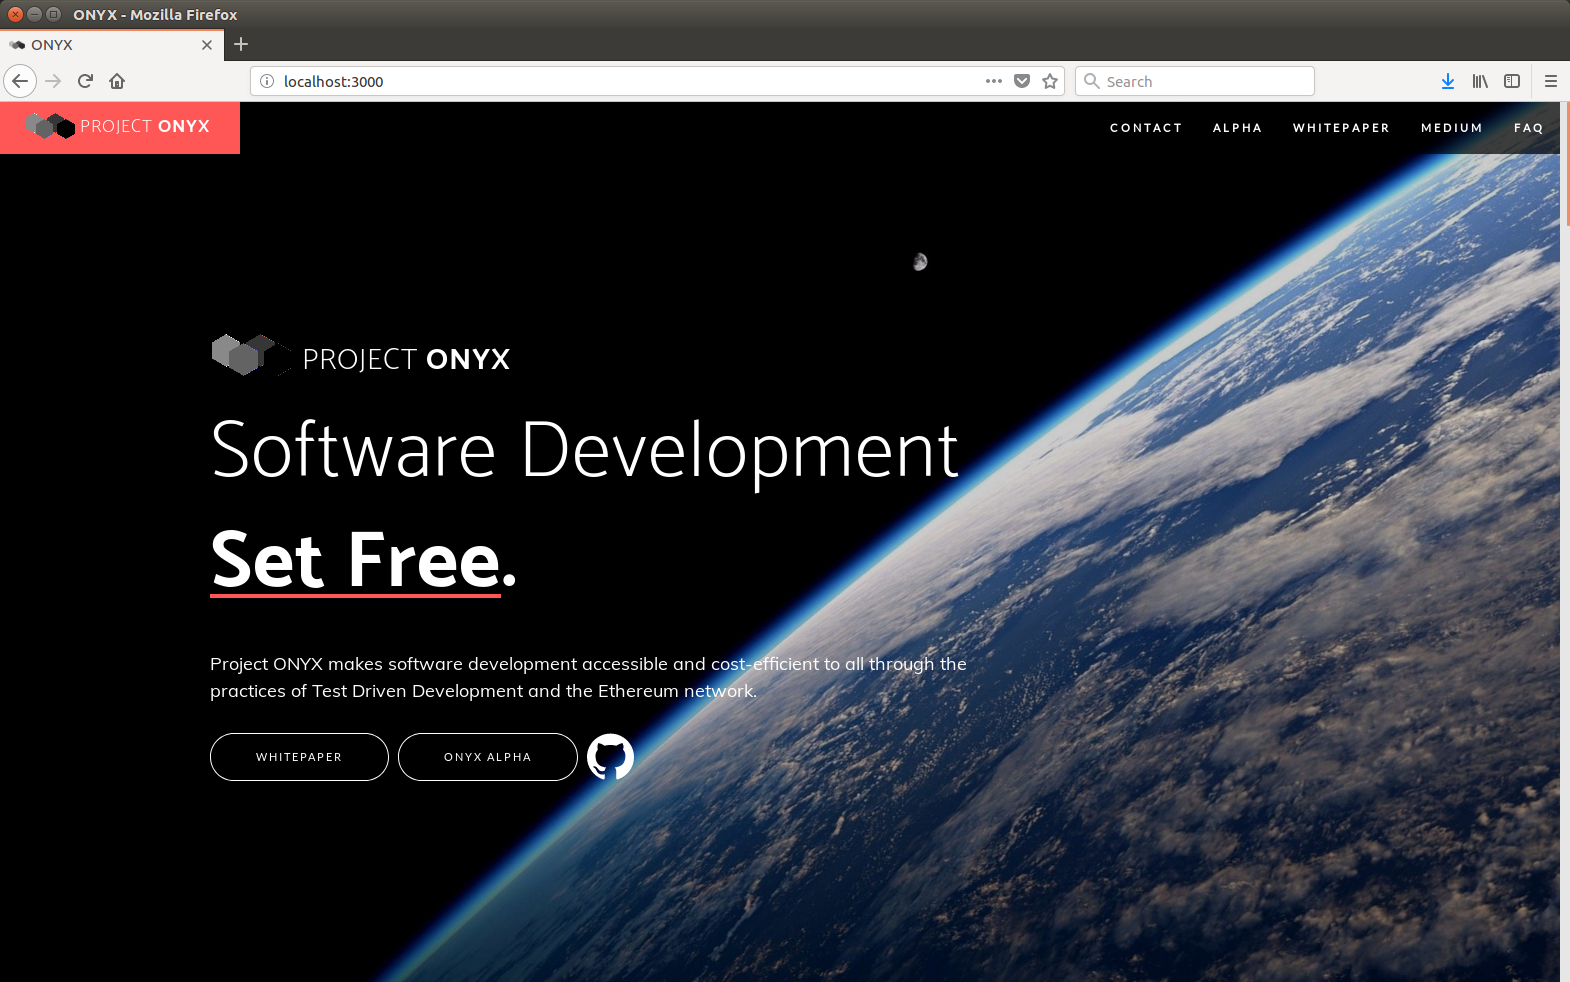 ONYX - Mozilla Firefox
ONYX
localhost:3000
Search
PROJECT ONYX
CONTACT ALPHA WHITEPAPER MEDIUM FAQ
PROJECT ONYX
Software Development
Set Free.
Project ONYX makes software development accessible and cost-efficient to all through the
practices of Test Driven Development and the Ethereum network.
WHITEPAPER ONYX ALPHA